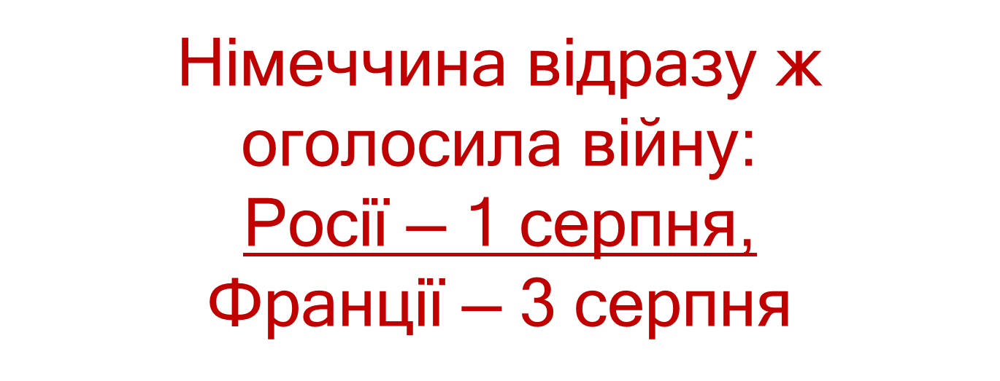 Німеччина відразу ж
оголосила війну:
Росії – 1 серпня,
Франції – 3 серпня